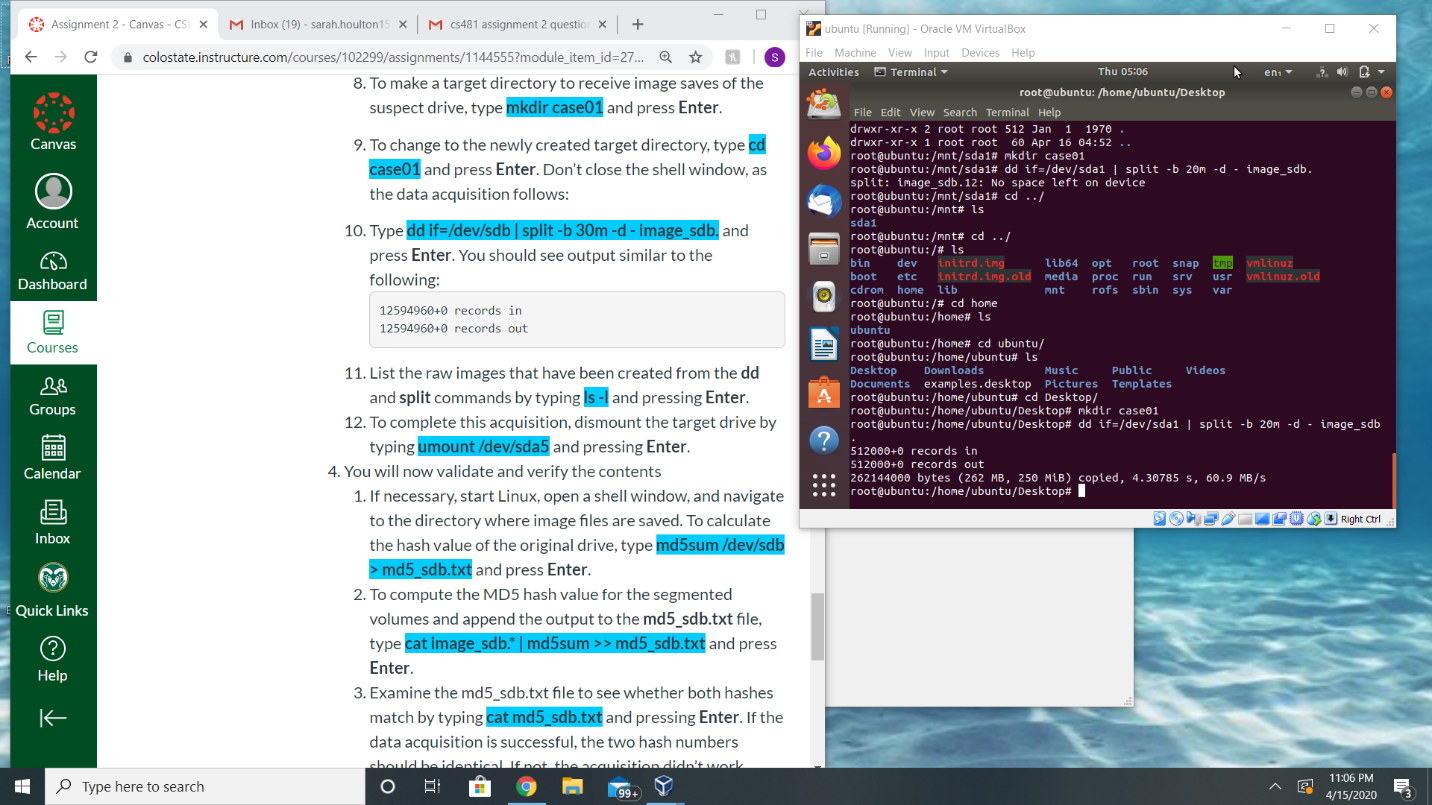 Assignment 2 - Canvas - CS
Inbox (19) - sarah.houlton15
cs481 assignment 2 question
colostate.instructure.com/courses/102299/assignments/1144555?module_item_id=27...
S
Canvas
Account
Dashboard
Courses
Groups
Calendar
Inbox
Quick Links
Help
8. To make a target directory to receive image saves of the
suspect drive, type mkdir case01 and press Enter.
9. To change to the newly created target directory, type cd
case01 and press Enter. Don't close the shell window, as
the data acquisition follows:
10. Type dd if=/dev/sdb | split -b 30m -d - image_sdb. and
press Enter. You should see output similar to the
following:
12594960+0 records in
12594960+0 records out
11. List the raw images that have been created from the dd
and split commands by typing ls -l and pressing Enter.
12. To complete this acquisition, dismount the target drive by
typing umount /dev/sda5 and pressing Enter.
4. You will now validate and verify the contents
1. If necessary, start Linux, open a shell window, and navigate
to the directory where image files are saved. To calculate
the hash value of the original drive, type md5sum /dev/sdb
> md5_sdb.txt and press Enter.
2. To compute the MD5 hash value for the segmented
volumes and append the output to the md5_sdb.txt file,
type cat image_sdb.* | md5sum >> md5_sdb.txt and press
Enter.
3. Examine the md5_sdb.txt file to see whether both hashes
match by typing cat md5_sdb.txt and pressing Enter. If the
data acquisition is successful, the two hash numbers
should be identical. If not, the acquisition didn't work
ubuntu [Running] - Oracle VM VirtualBox
File Machine View Input Devices Help
Activities Terminal Thu 05:06 en1
root@ubuntu: /home/ubuntu/Desktop
File Edit View Search Terminal Help
drwxr-xr-x 2 root root 512 Jan 1 1970 .
drwxr-xr-x 1 root root 60 Apr 16 04:52 ..
root@ubuntu:/mnt/sda1# mkdir case01
root@ubuntu:/mnt/sda1# dd if=/dev/sda1 | split -b 20m -d - image_sdb.
split: image_sdb.12: No space left on device
root@ubuntu:/mnt/sda1# cd ../
root@ubuntu:/mnt# ls
sda1
root@ubuntu:/mnt# cd ../
root@ubuntu:/# ls
bin dev initrd.img lib64 opt root snap tmp vmlinuz
boot etc initrd.img.old media proc run srv usr vmlinuz.old
cdrom home lib mnt rofs sbin sys var
root@ubuntu:/# cd home
root@ubuntu:/home# ls
ubuntu
root@ubuntu:/home# cd ubuntu/
root@ubuntu:/home/ubuntu# ls
Desktop Downloads Music Public Videos
Documents examples.desktop Pictures Templates
root@ubuntu:/home/ubuntu# cd Desktop/
root@ubuntu:/home/ubuntu/Desktop# mkdir case01
root@ubuntu:/home/ubuntu/Desktop# dd if=/dev/sda1 | split -b 20m -d - image_sdb
.
512000+0 records in
512000+0 records out
262144000 bytes (262 MB, 250 MiB) copied, 4.30785 s, 60.9 MB/s
root@ubuntu:/home/ubuntu/Desktop#
Right Ctrl
Type here to search
99+
11:06 PM
4/15/2020
3